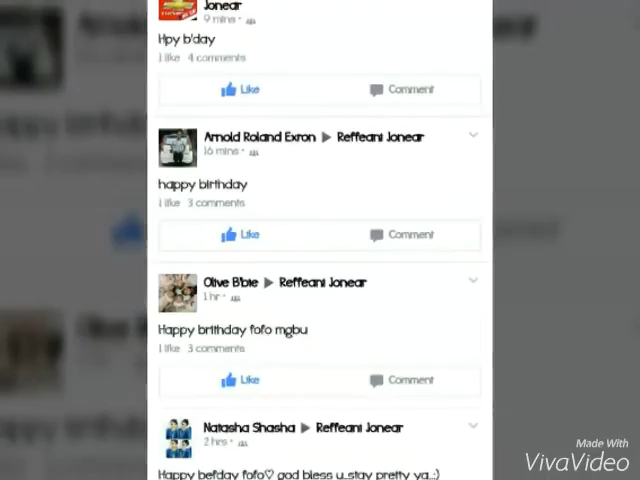 Jonear
9 mins
Hpy b'day
1 like 4 comments
Like Comment
Arnold Roland Exron ▶ Reffeani Jonear
16 mins
happy birthday
1 like 3 comments
Like Comment
Olive B'bie ▶ Reffeani Jonear
1 hr
Happy brithday fofo mgbu
1 like 3 comments
Like Comment
Natasha Shasha ▶ Reffeani Jonear
2 hrs
Happy befday fofo♡ god bless u..stay pretty ya..:)
Made With
VivaVideo